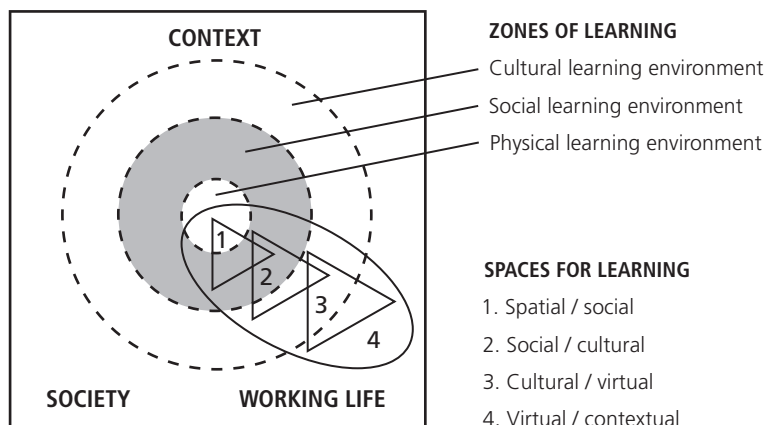 CONTEXT
1
2
3
4
SOCIETY WORKING LIFE
ZONES OF LEARNING
Cultural learning environment
Social learning environment
Physical learning environment
SPACES FOR LEARNING
1. Spatial / social
2. Social / cultural
3. Cultural / virtual
4. Virtual / contextual